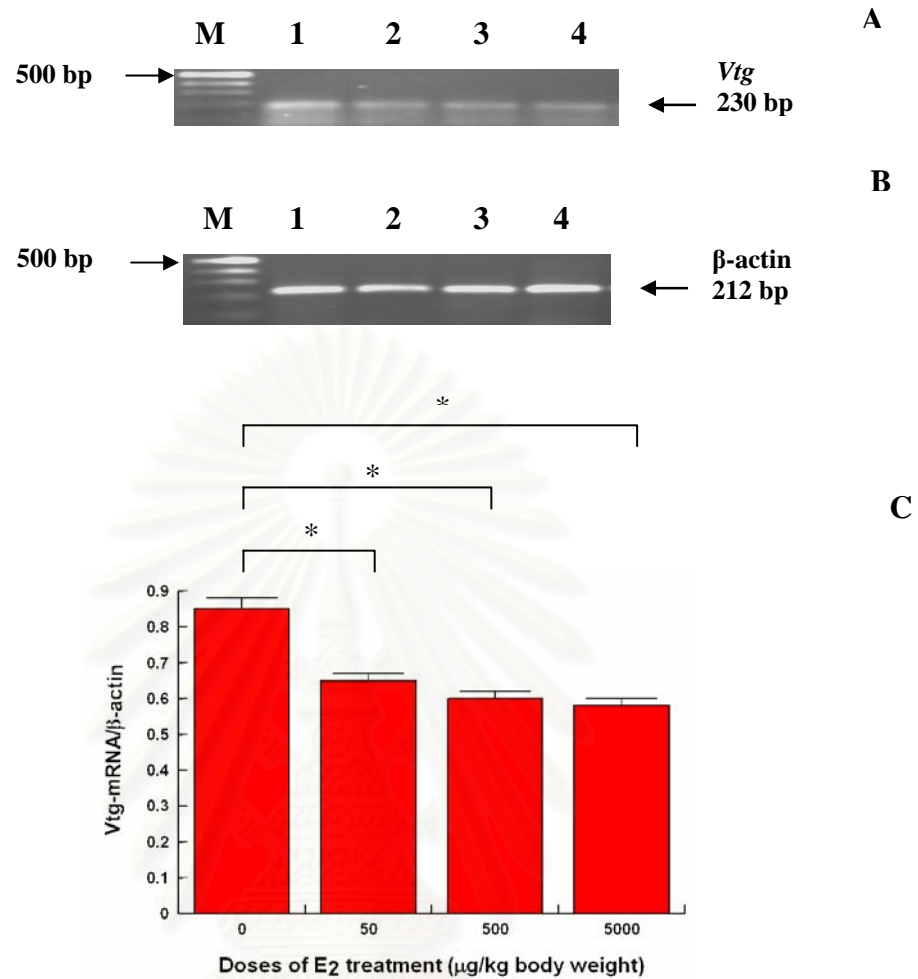 A
M 1 2 3 4
500 bp
Vtg
230 bp
B
M 1 2 3 4
500 bp
β-actin
212 bp
*
*
*
C
Vtg-mRNA/β-actin
0.9
0.8
0.7
0.6
0.5
0.4
0.3
0.2
0.1
0
0 50 500 5000
Doses of E2 treatment (μg/kg body weight)